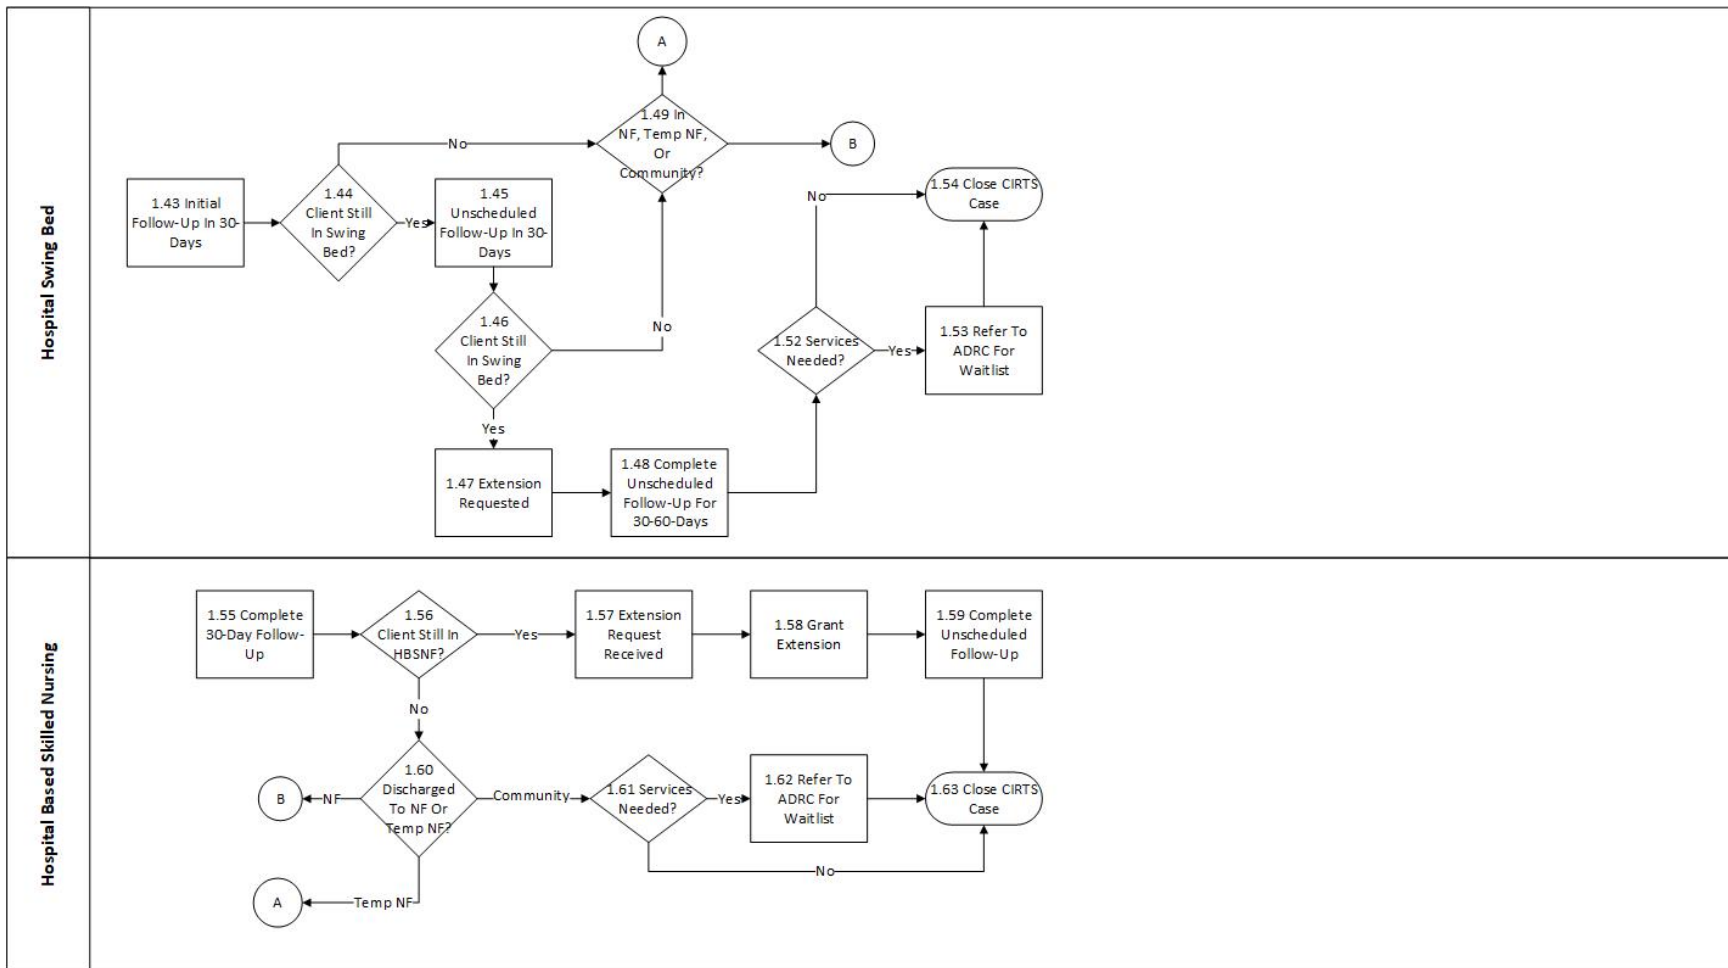 Hospital Swing Bed
A
1.49 In
NF, Temp NF,
Or
Community?
B
No
1.43 Initial
Follow-Up In 30-
Days
1.44
Client Still
In Swing
Bed?
Yes
1.45
Unscheduled
Follow-Up In 30-
Days
No
1.54 Close CIRTS
Case
1.46
Client Still
In Swing
Bed?
No
1.52 Services
Needed?
Yes
1.53 Refer To
ADRC For
Waitlist
Yes
1.47 Extension
Requested
1.48 Complete
Unscheduled
Follow-Up For
30-60-Days
Hospital Based Skilled Nursing
1.55 Complete
30-Day Follow-
Up
1.56
Client Still In
HBSNF?
Yes
1.57 Extension
Request
Received
1.58 Grant
Extension
1.59 Complete
Unscheduled
Follow-Up
No
B
NF
1.60
Discharged
To NF Or
Temp NF?
Community
1.61 Services
Needed?
Yes
1.62 Refer To
ADRC For
Waitlist
1.63 Close CIRTS
Case
No
A
Temp NF